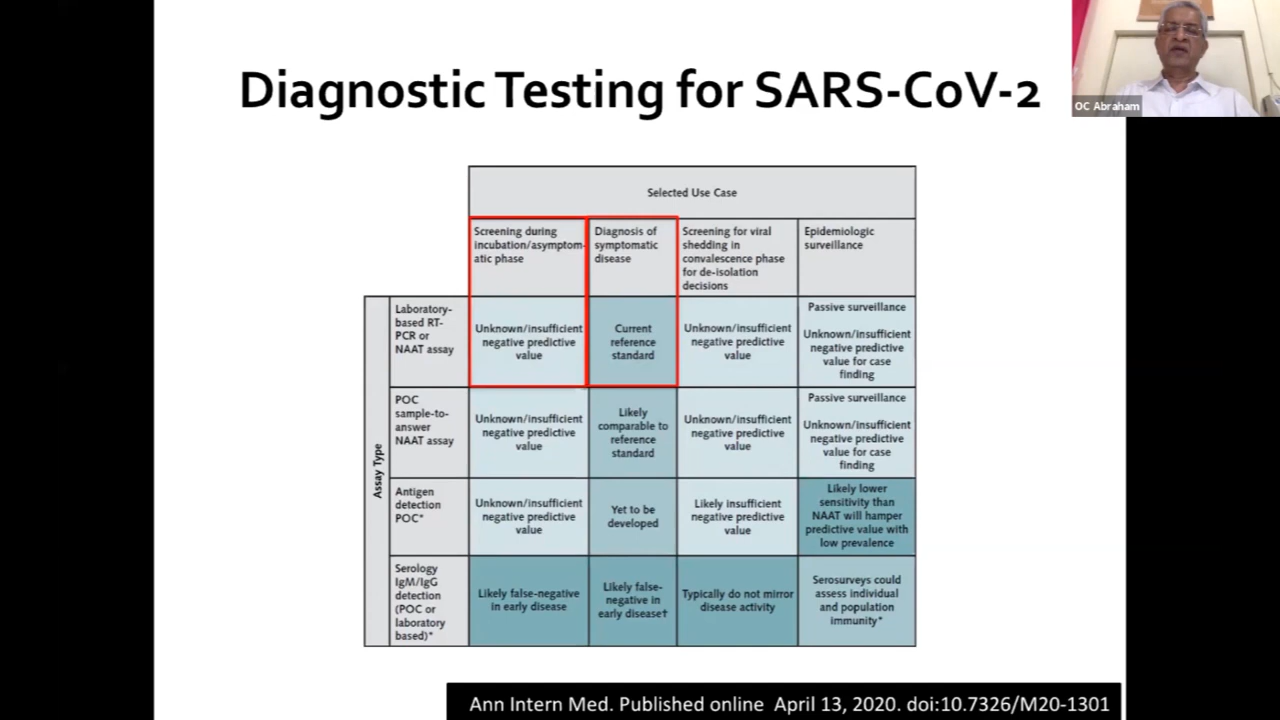 Diagnostic Testing for SARS-CoV-2
OC Abraham
Selected Use Case
Screening during
incubation/asymptom-
atic phase
Diagnosis of
symptomatic
disease
Screening for viral
shedding in
convalescence phase
for de-isolation
decisions
Epidemiologic
surveillance
Assay Type
Laboratory-
based RT-
PCR or
NAAT assay
Unknown/insufficient
negative predictive
value
Current
reference
standard
Unknown/insufficient
negative predictive
value
Passive surveillance
Unknown/insufficient
negative predictive
value for case
finding
POC
sample-to-
answer
NAAT assay
Unknown/insufficient
negative predictive
value
Likely
comparable to
reference
standard
Unknown/insufficient
negative predictive
value
Passive surveillance
Unknown/insufficient
negative predictive
value for case
finding
Antigen
detection
POC*
Unknown/insufficient
negative predictive
value
Yet to be
developed
Likely insufficient
negative predictive
value
Likely lower
sensitivity than
NAAT will hamper
predictive value with
low prevalence
Serology
IgM/IgG
detection
(POC or
laboratory
based)*
Likely false-negative
in early disease
Likely false-
negative in
early disease†
Typically do not mirror
disease activity
Serosurveys could
assess individual
and population
immunity*
Ann Intern Med. Published online April 13, 2020. doi:10.7326/M20-1301